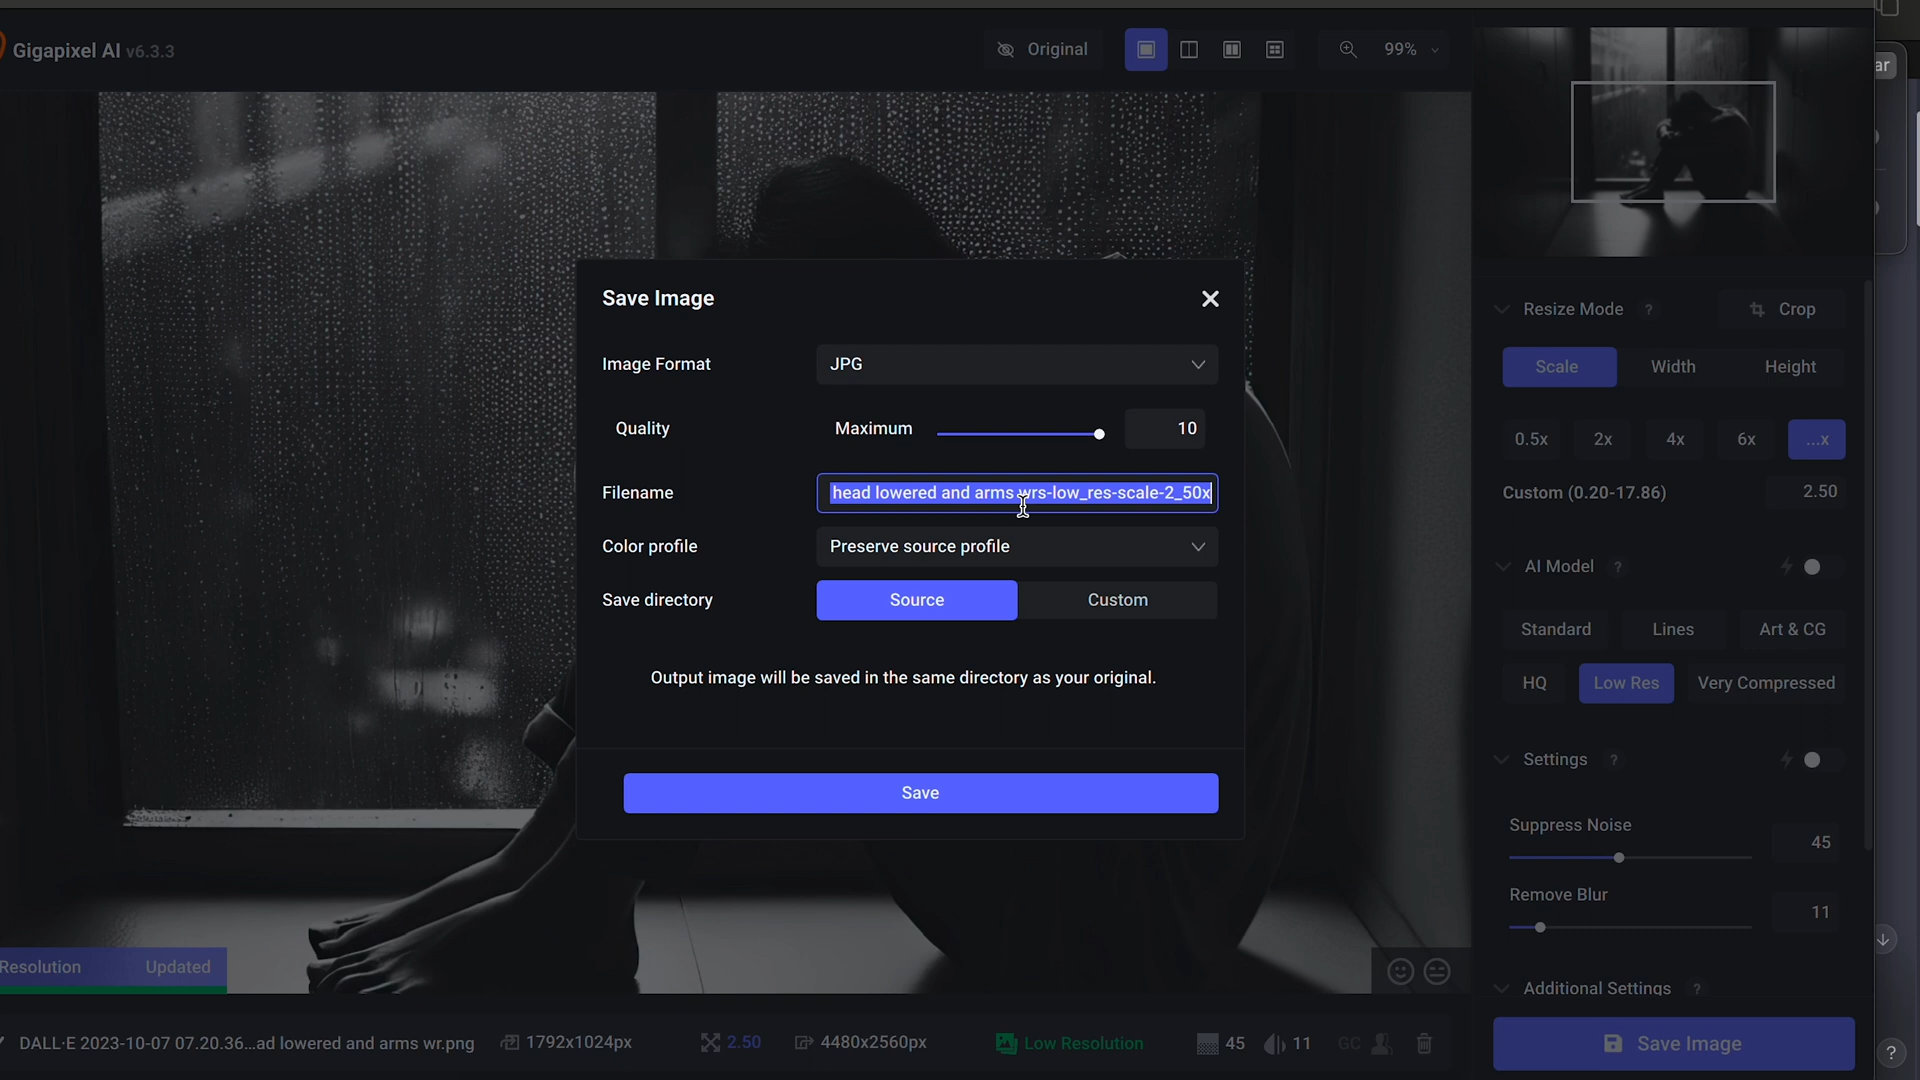 Gigapixel AI v6.3.3
Original
99%
ar
Save Image
Image Format
JPG
Quality
Maximum
10
Filename
head lowered and arms wrs-low_res-scale-2_50x
Color profile
Preserve source profile
Save directory
Source
Custom
Output image will be saved in the same directory as your original.
Save
Resize Mode ?
Crop
Scale
Width
Height
0.5x
2x
4x
6x
...x
Custom (0.20-17.86)
2.50
AI Model ?
Standard
Lines
Art & CG
HQ
Low Res
Very Compressed
Settings ?
Suppress Noise
45
Remove Blur
11
Additional Settings ?
Resolution
Updated
DALL·E 2023-10-07 07.20.36...ad lowered and arms wr.png
1792x1024px
2.50
4480x2560px
Low Resolution
45
11
GC
Save Image
?